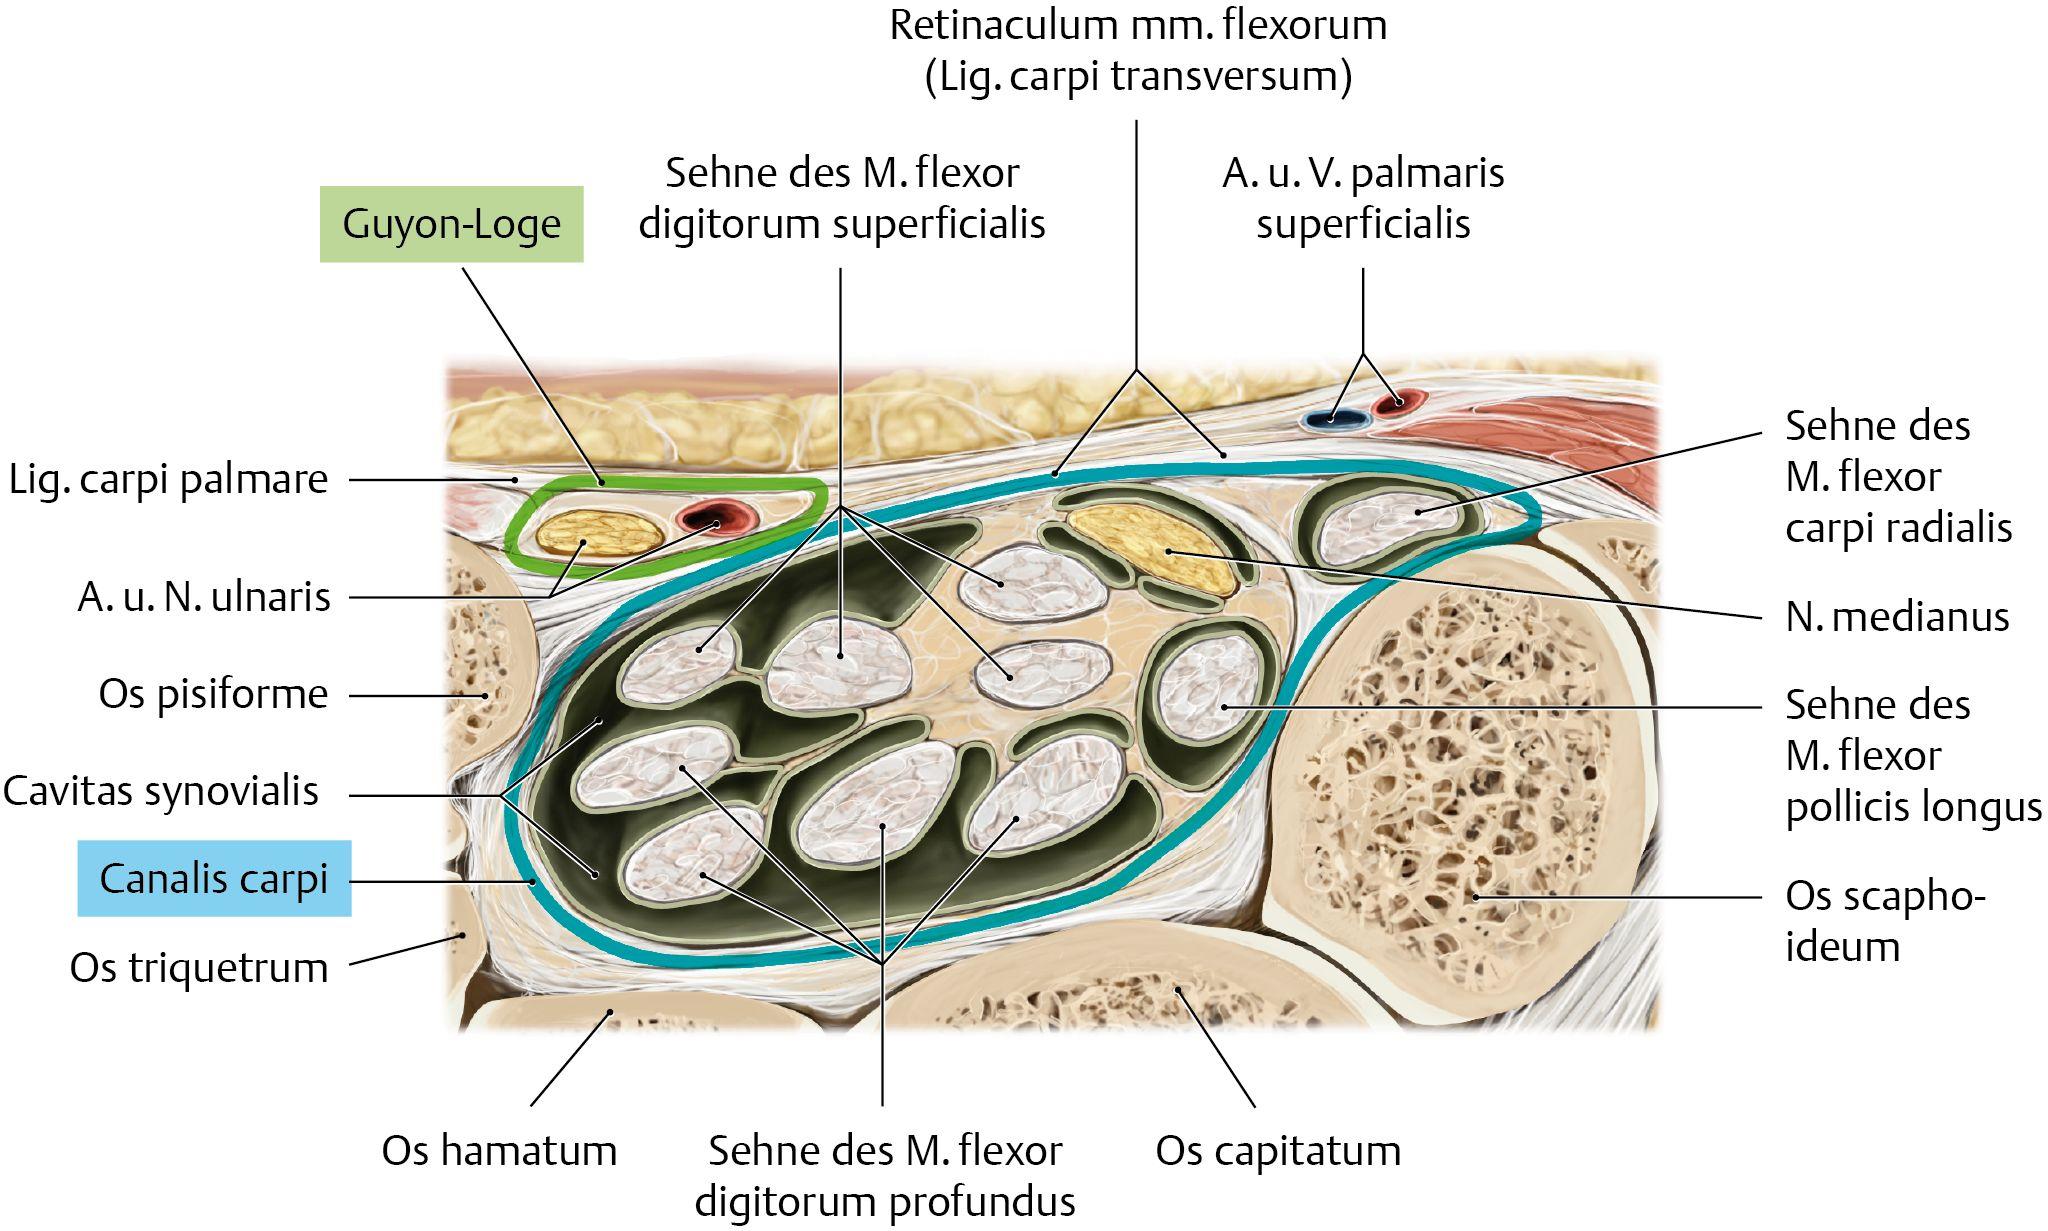 Retinaculum mm. flexorum
(Lig. carpi transversum)
Sehne des M. flexor
digitorum superficialis
A. u. V. palmaris
superficialis
Guyon-Loge
Lig. carpi palmare
A. u. N. ulnaris
Os pisiforme
Cavitas synovialis
Canalis carpi
Os triquetrum
Sehne des
M. flexor
carpi radialis
N. medianus
Sehne des
M. flexor
pollicis longus
Os scapho-
ideum
Os hamatum
Sehne des M. flexor
digitorum profundus
Os capitatum